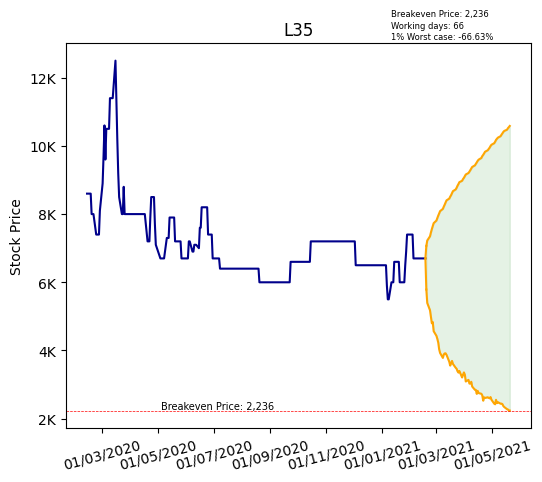 Breakeven Price: 2,236
Working days: 66
1% Worst case: -66.63%
L35
Stock Price
12K
10K
8K
6K
4K
2K
Breakeven Price: 2,236
01/03/2020
01/05/2020
01/07/2020
01/09/2020
01/11/2020
01/01/2021
01/03/2021
01/05/2021